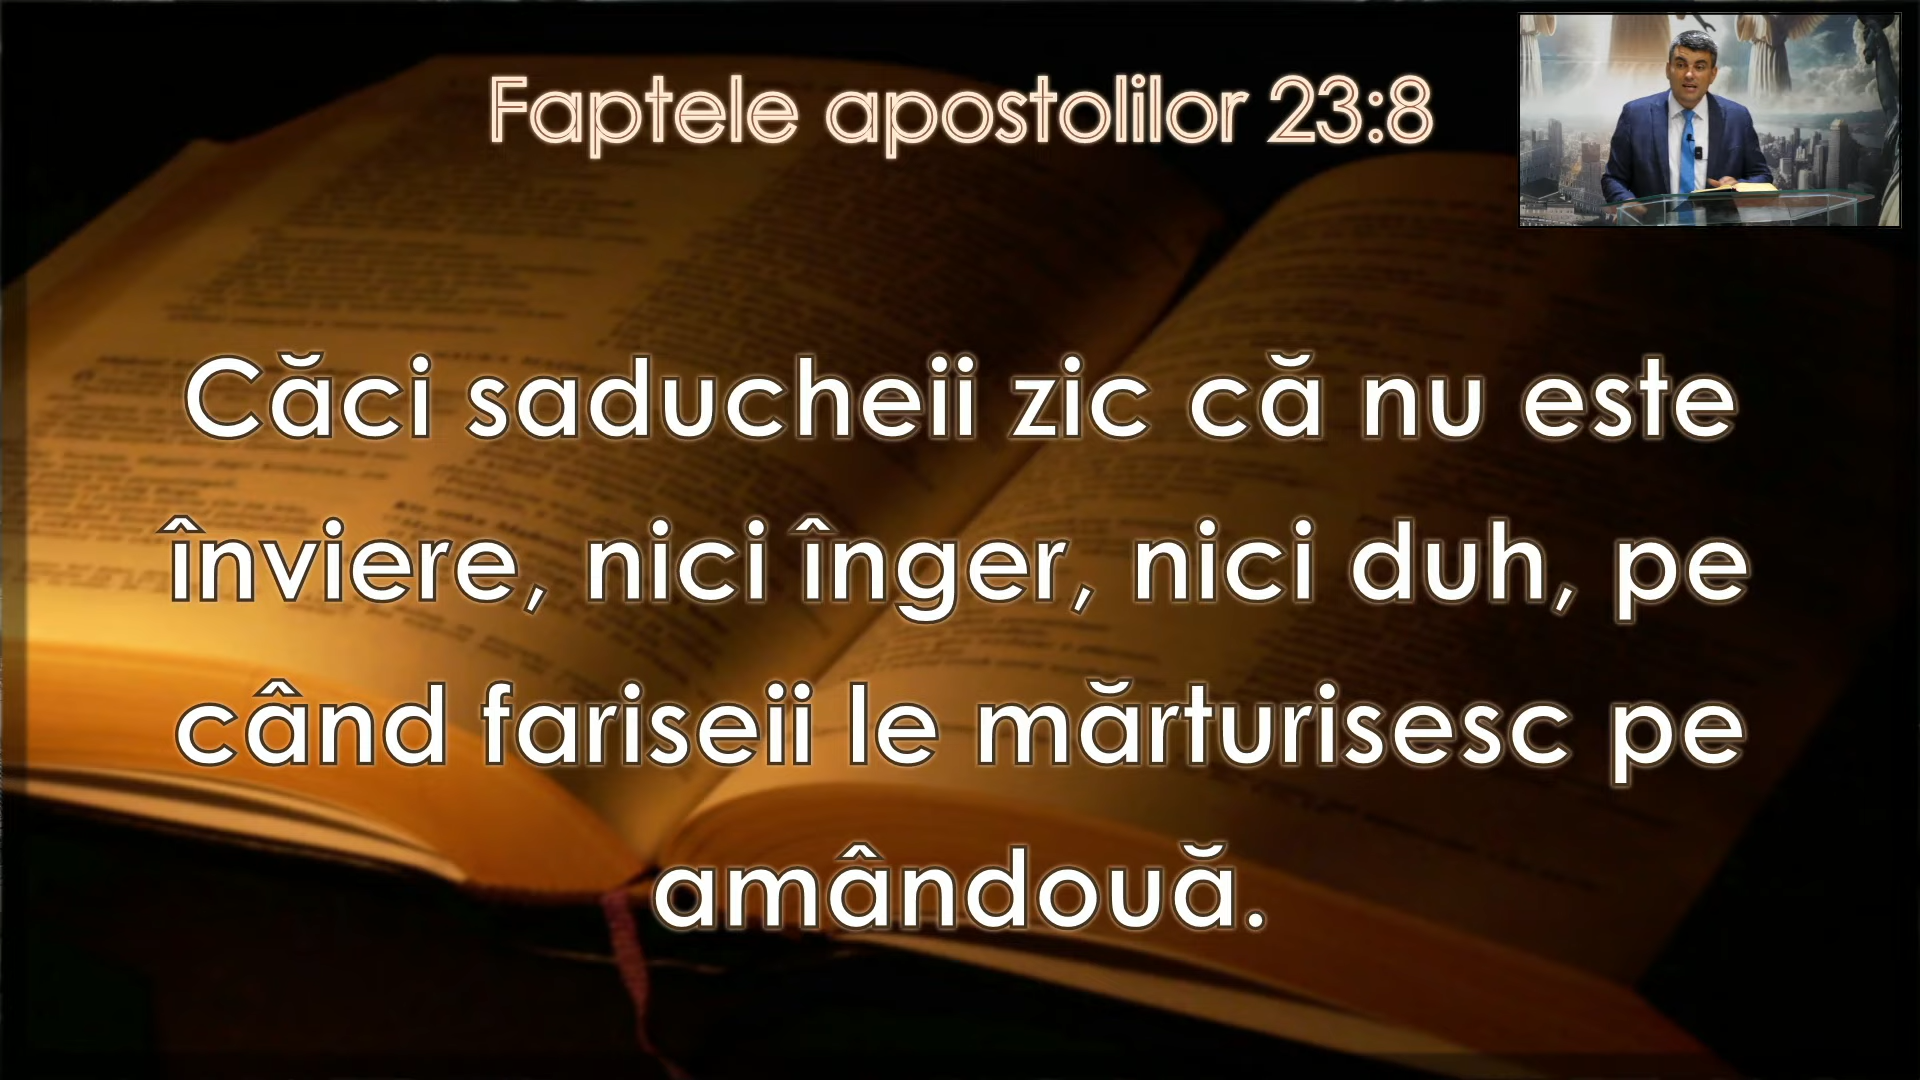 Faptele apostolilor 23:8
Căci saducheii zic că nu este
înviere, nici înger, nici duh, pe
când fariseii le mărturisesc pe
amândouă.